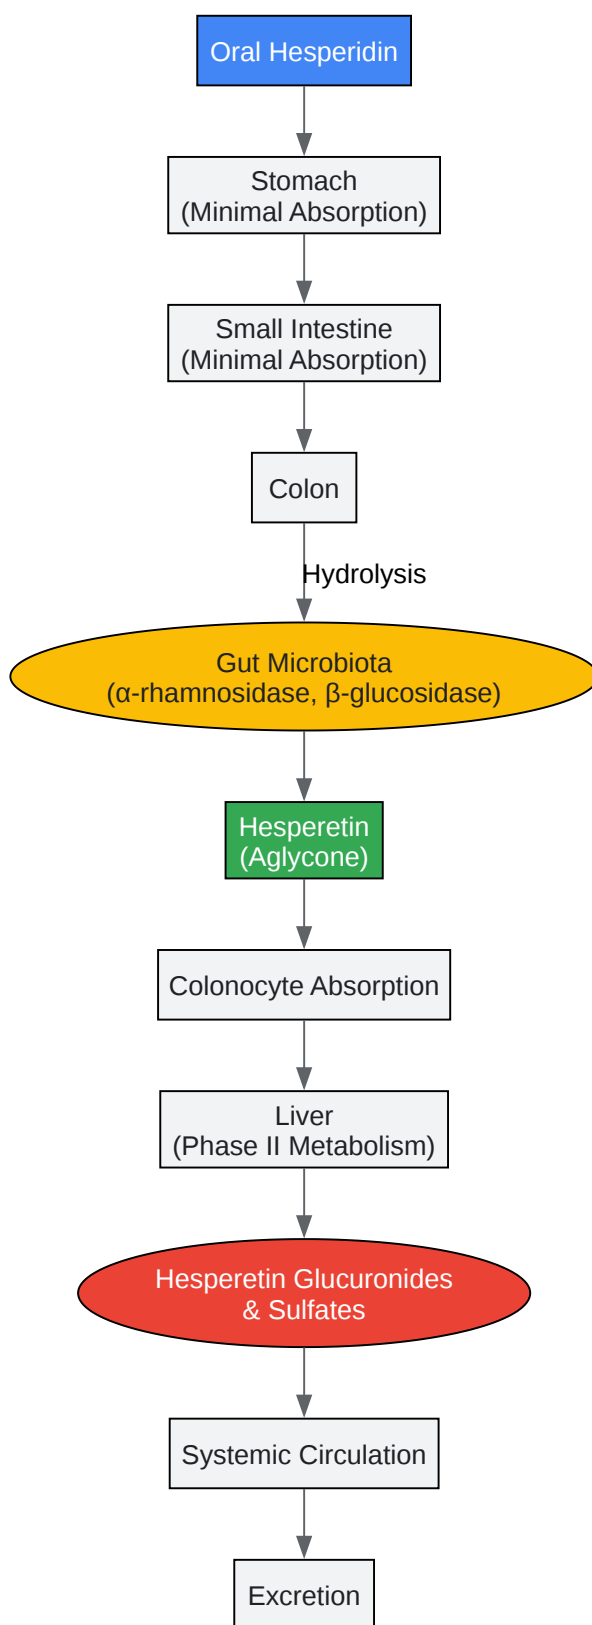 Oral Hesperidin
Stomach
(Minimal Absorption)
Small Intestine
(Minimal Absorption)
Colon
Hydrolysis
Gut Microbiota
(α-rhamnosidase, β-glucosidase)
Hesperetin
(Aglycone)
Colonocyte Absorption
Liver
(Phase II Metabolism)
Hesperetin Glucuronides
& Sulfates
Systemic Circulation
Excretion